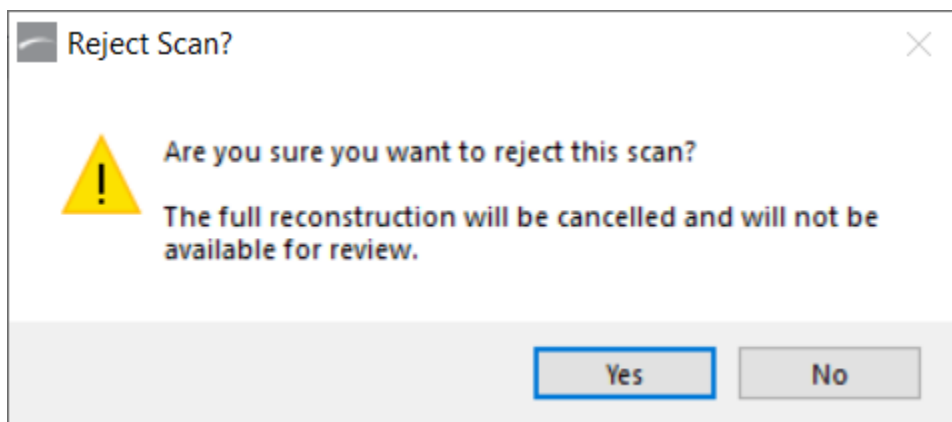 Reject Scan?
Are you sure you want to reject this scan?
The full reconstruction will be cancelled and will not be
available for review.
Yes
No